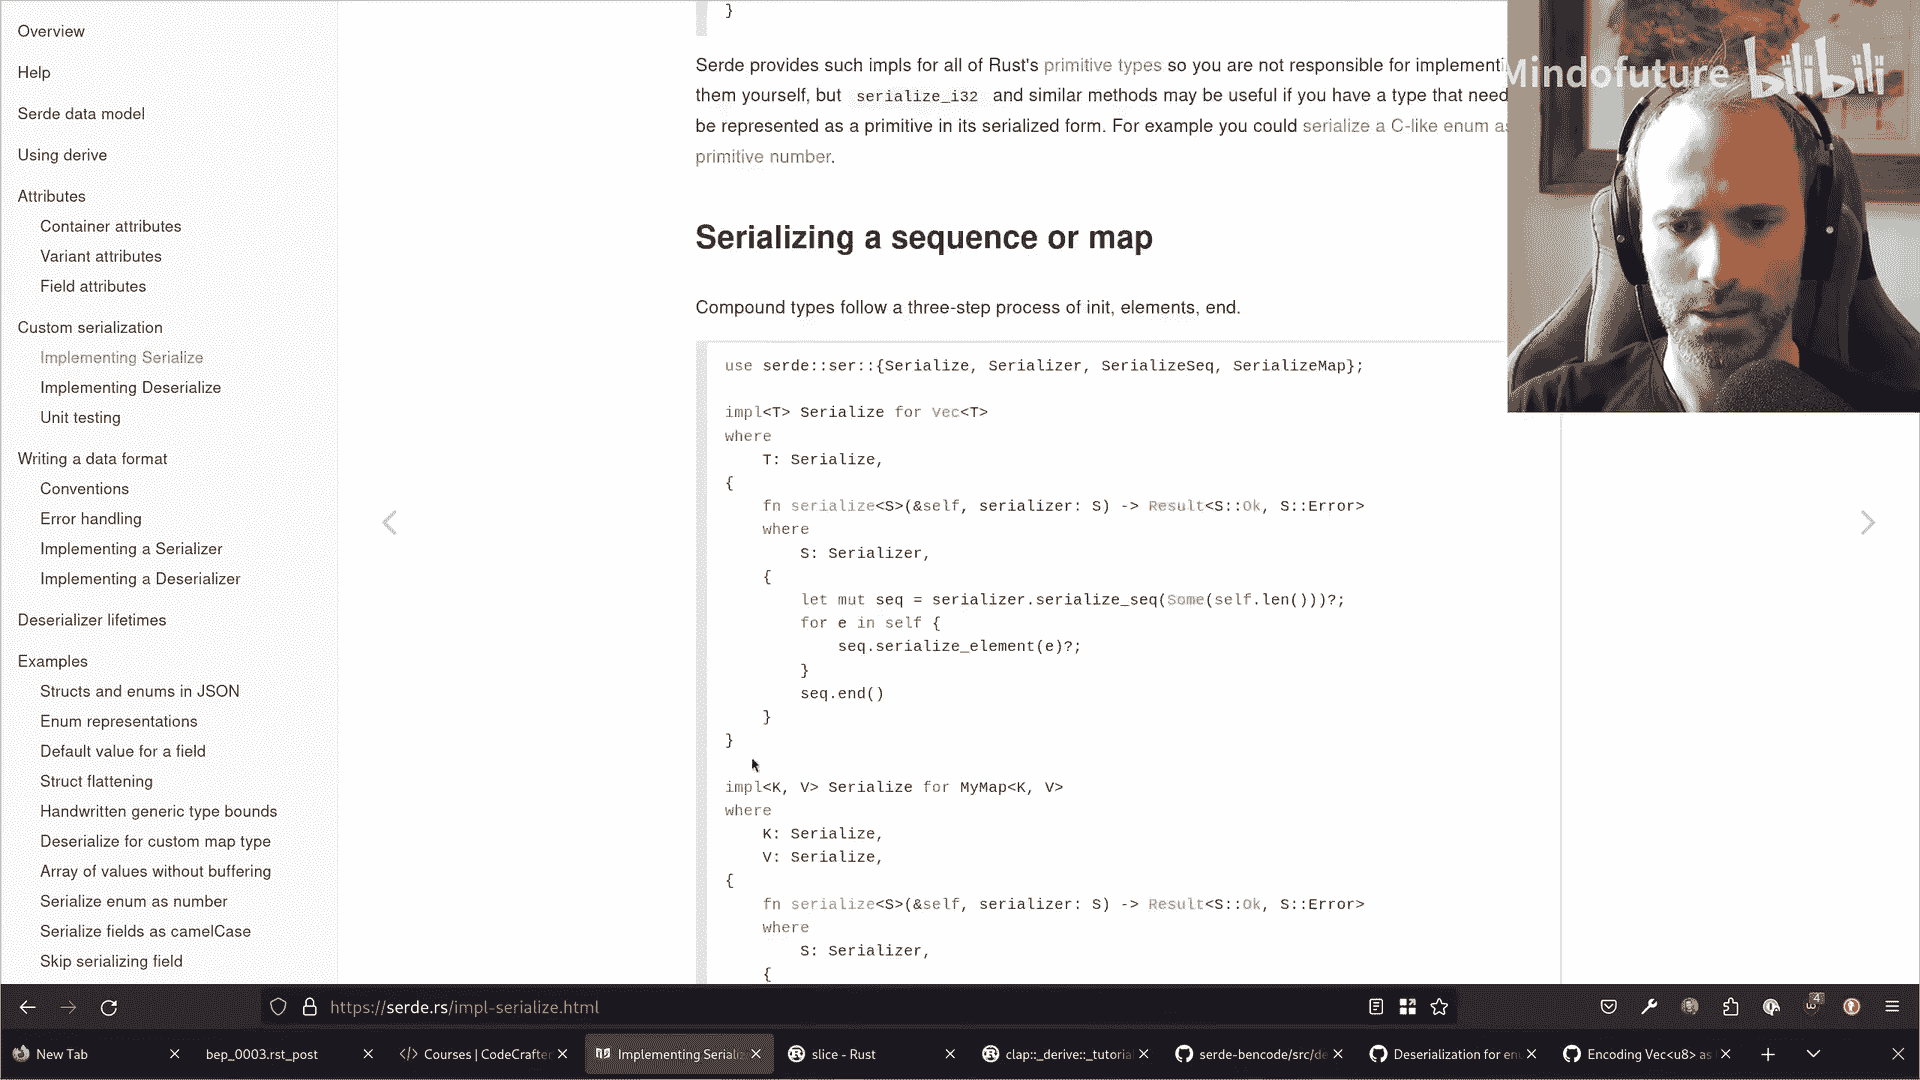 Overview
Help
Serde data model
Using derive
Attributes
Container attributes
Variant attributes
Field attributes
Custom serialization
Implementing Serialize
Implementing Deserialize
Unit testing
Writing a data format
Conventions
Error handling
Implementing a Serializer
Implementing a Deserializer
Deserializer lifetimes
Examples
Structs and enums in JSON
Enum representations
Default value for a field
Struct flattening
Handwritten generic type bounds
Deserialize for custom map type
Array of values without buffering
Serialize enum as number
Serialize fields as camelCase
Skip serializing field
}
Serde provides such impls for all of Rust's primitive types so you are not responsible for implementi
them yourself, but serialize_i32 and similar methods may be useful if you have a type that need
be represented as a primitive in its serialized form. For example you could serialize a C-like enum as
primitive number.
Serializing a sequence or map
Compound types follow a three-step process of init, elements, end.
use serde::ser::{Serialize, Serializer, SerializeSeq, SerializeMap};
impl<T> Serialize for Vec<T>
where
T: Serialize,
{
fn serialize<S>(&self, serializer: S) -> Result<S::Ok, S::Error>
where
S: Serializer,
{
let mut seq = serializer.serialize_seq(Some(self.len()))?;
for e in self {
seq.serialize_element(e)?;
}
seq.end()
}
}
impl<K, V> Serialize for MyMap<K, V>
where
K: Serialize,
V: Serialize,
{
fn serialize<S>(&self, serializer: S) -> Result<S::Ok, S::Error>
where
S: Serializer,
{
Mindofuture bilibili
https://serde.rs/impl-serialize.html
4
New Tab
bep_0003.rst_post
Courses | CodeCrafter
Implementing Serializ
slice - Rust
clap::_derive::_tutoria
serde-bencode/src/de
Deserialization for en
Encoding Vec<u8> as